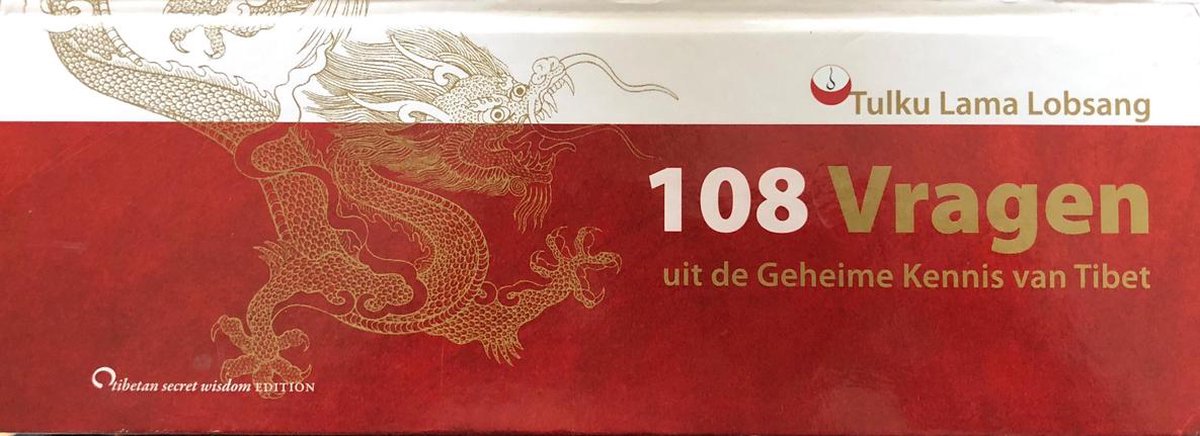 Tulku Lama Lobsang
108 Vragen
uit de Geheime Kennis van Tibet
tibetan secret wisdom EDITION